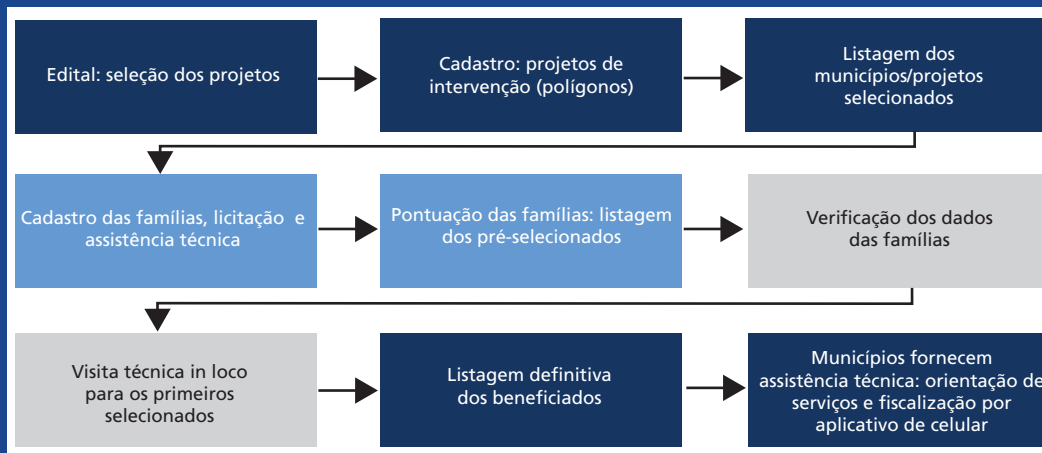 Edital: seleção dos projetos
Cadastro: projetos de
intervenção (polígonos)
Listagem dos
municípios/projetos
selecionados
Cadastro das famílias, licitação e
assistência técnica
Pontuação das famílias: listagem
dos pré-selecionados
Verificação dos dados
das famílias
Visita técnica in loco
para os primeiros
selecionados
Listagem definitiva
dos beneficiados
Municípios fornecem
assistência técnica: orientação de
serviços e fiscalização por
aplicativo de celular